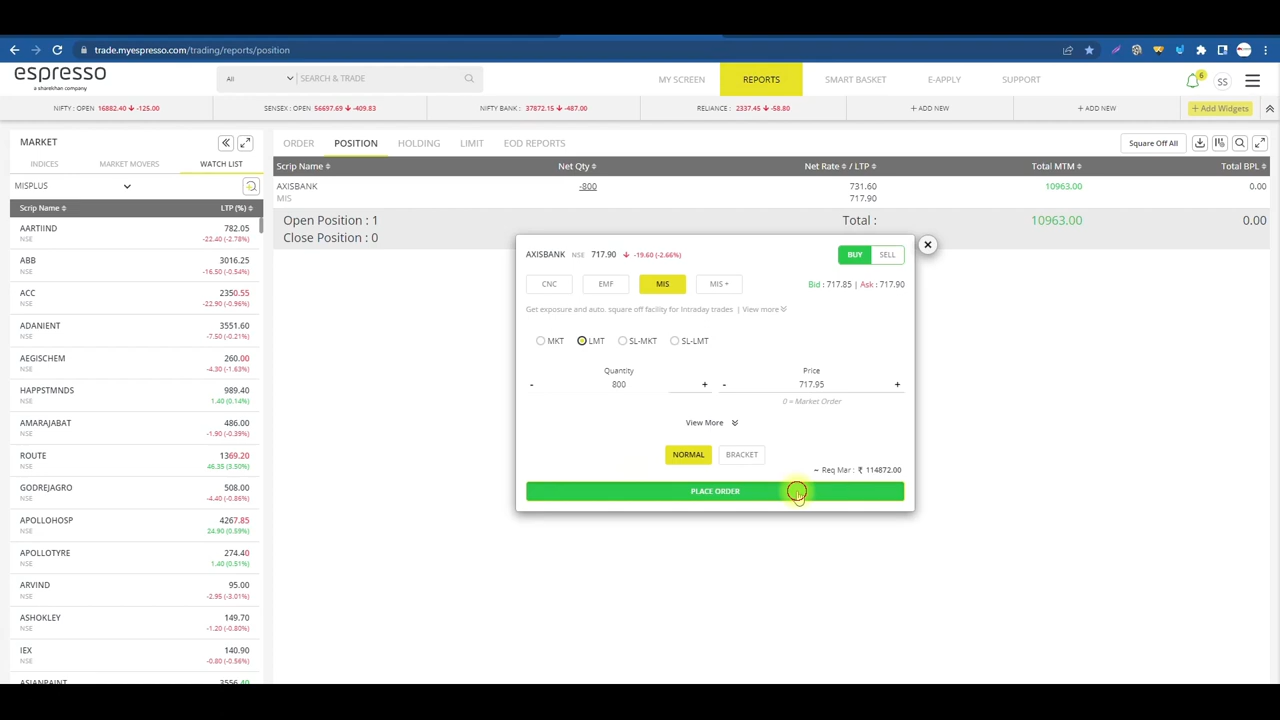 trade.myespresso.com/trading/reports/position
espresso
a sharekhan company
All
SEARCH & TRADE
MY SCREEN
REPORTS
SMART BASKET
E-APPLY
SUPPORT
6
SS
NIFTY : OPEN 16882.40 -125.00
SENSEX : OPEN 56697.69 -409.83
NIFTY BANK : 37872.15 -487.00
RELIANCE : 2337.45 -58.80
+ ADD NEW
+ ADD NEW
+ Add Widgets
MARKET
INDICES
MARKET MOVERS
WATCH LIST
MISPLUS
Scrip Name
LTP (%)
AARTIIND 782.05
NSE -22.40 (-2.78%)
ABB 3016.25
NSE -16.50 (-0.54%)
ACC 2350.55
NSE -22.90 (-0.96%)
ADANIENT 3551.60
NSE -7.50 (-0.21%)
AEGISCHEM 260.00
NSE -4.30 (-1.63%)
HAPPSTMNDS 989.40
NSE 1.40 (0.14%)
AMARAJABAT 486.00
NSE -1.90 (-0.39%)
ROUTE 1369.20
NSE 46.35 (3.50%)
GODREJAGRO 508.00
NSE -4.40 (-0.86%)
APOLLOHOSP 4267.85
NSE 24.90 (0.59%)
APOLLOTYRE 274.40
NSE 1.40 (0.51%)
ARVIND 95.00
NSE -2.95 (-3.01%)
ASHOKLEY 149.70
NSE -1.20 (-0.80%)
IEX 140.90
NSE -0.80 (-0.56%)
ASIANPAINT 3556.40
ORDER
POSITION
HOLDING
LIMIT
EOD REPORTS
Square Off All
Scrip Name
Net Qty
Net Rate / LTP
Total MTM
Total BPL
AXISBANK -800 731.60 10963.00 0.00
MIS 717.90
Open Position : 1 Total : 10963.00 0.00
Close Position : 0
AXISBANK NSE 717.90 -19.60 (-2.66%)
BUY SELL
CNC EMF MIS MIS +
Bid : 717.85 | Ask : 717.90
Get exposure and auto. square off facility for Intraday trades | View more
MKT LMT SL-MKT SL-LMT
Quantity Price
- 800 + - 717.95 +
0 = Market Order
View More
NORMAL BRACKET
~ Req Mar : ₹ 114872.00
PLACE ORDER